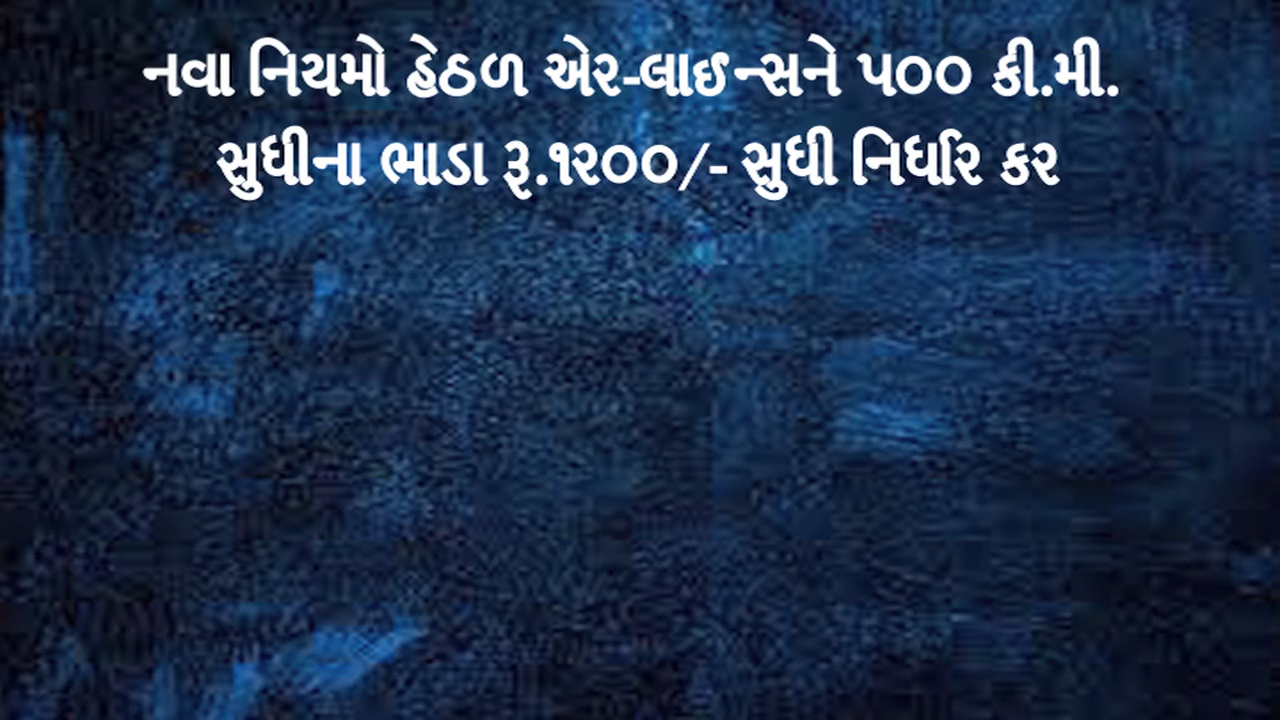 નવા નિયમો હેઠળ એર-લાઇન્સને ૫૦૦ કી.મી.
સુધીના ભાડા રૂ.૧૨૦૦/- સુધી નિર્ધાર કર